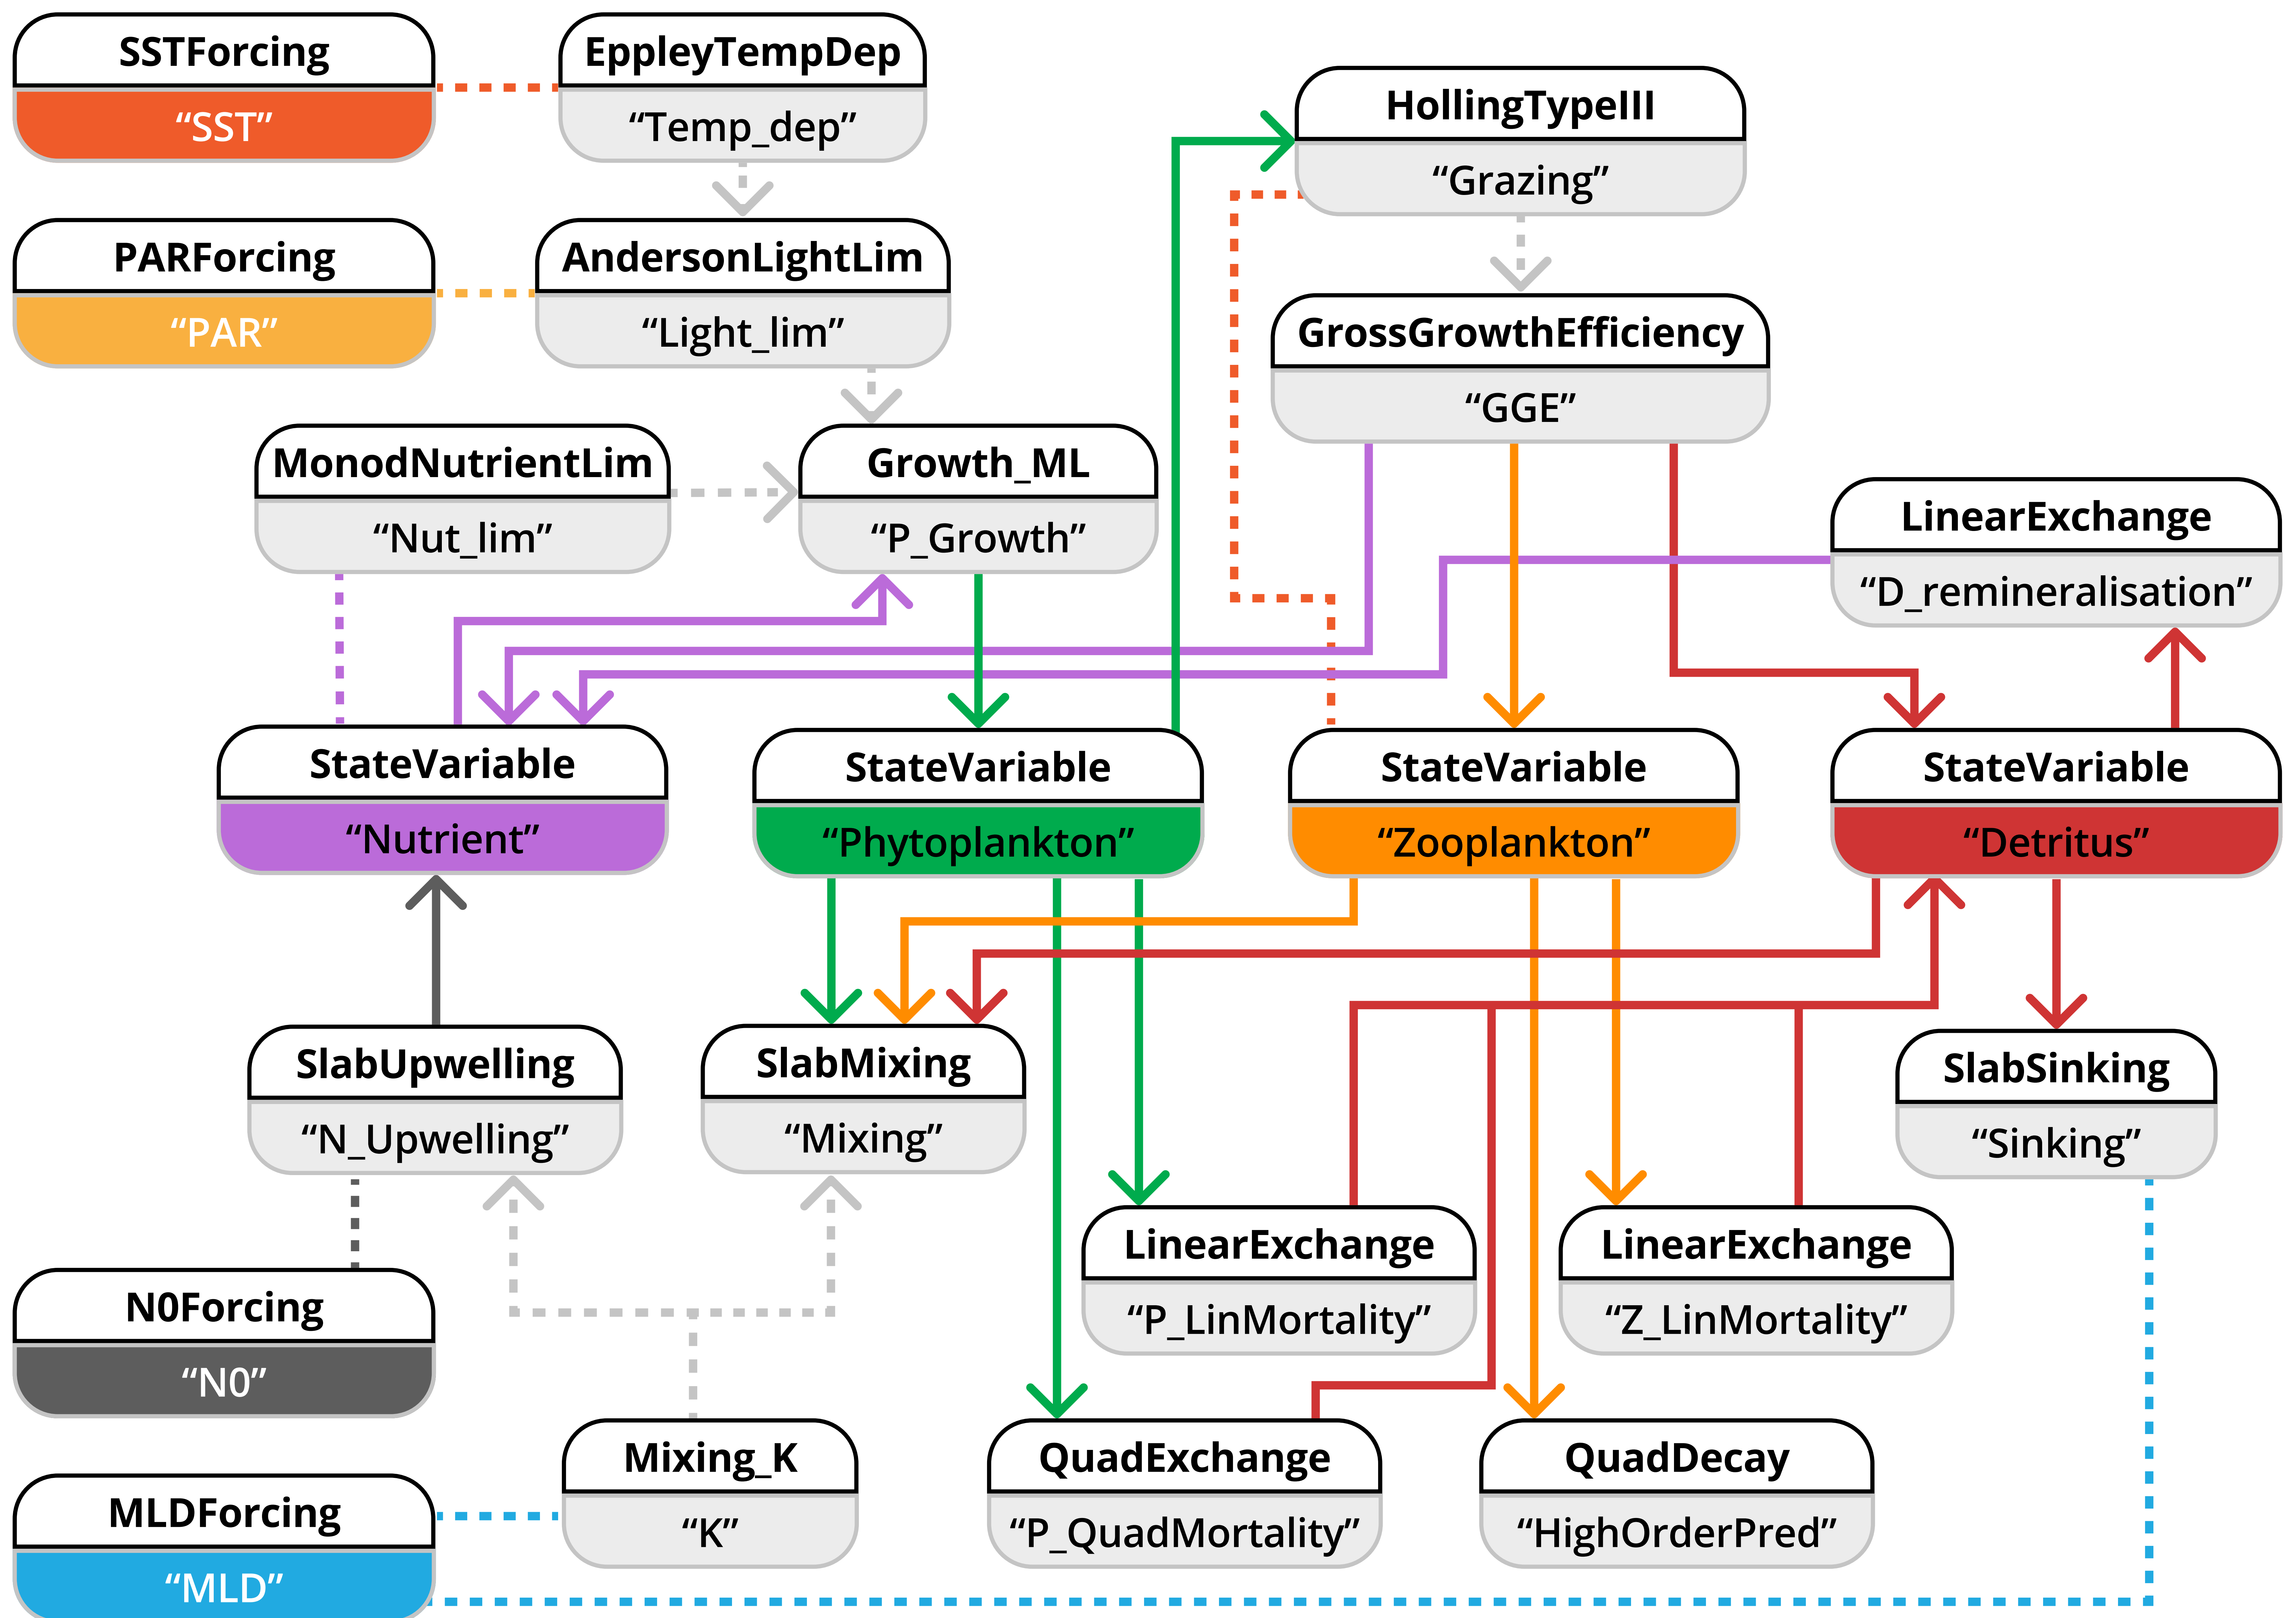 SSTForcing
“SST”
EppleyTempDep
“Temp_dep”
HollingTypeIII
“Grazing”
PARForcing
“PAR”
AndersonLightLim
“Light_lim”
GrossGrowthEfficiency
“GGE”
MonodNutrientLim
“Nut_lim”
Growth_ML
“P_Growth”
LinearExchange
“D_remineralisation”
StateVariable
“Nutrient”
StateVariable
“Phytoplankton”
StateVariable
“Zooplankton”
StateVariable
“Detritus”
SlabUpwelling
“N_Upwelling”
SlabMixing
“Mixing”
SlabSinking
“Sinking”
LinearExchange
“P_LinMortality”
LinearExchange
“Z_LinMortality”
N0Forcing
“N0”
Mixing_K
“K”
QuadExchange
“P_QuadMortality”
QuadDecay
“HighOrderPred”
MLDForcing
“MLD”